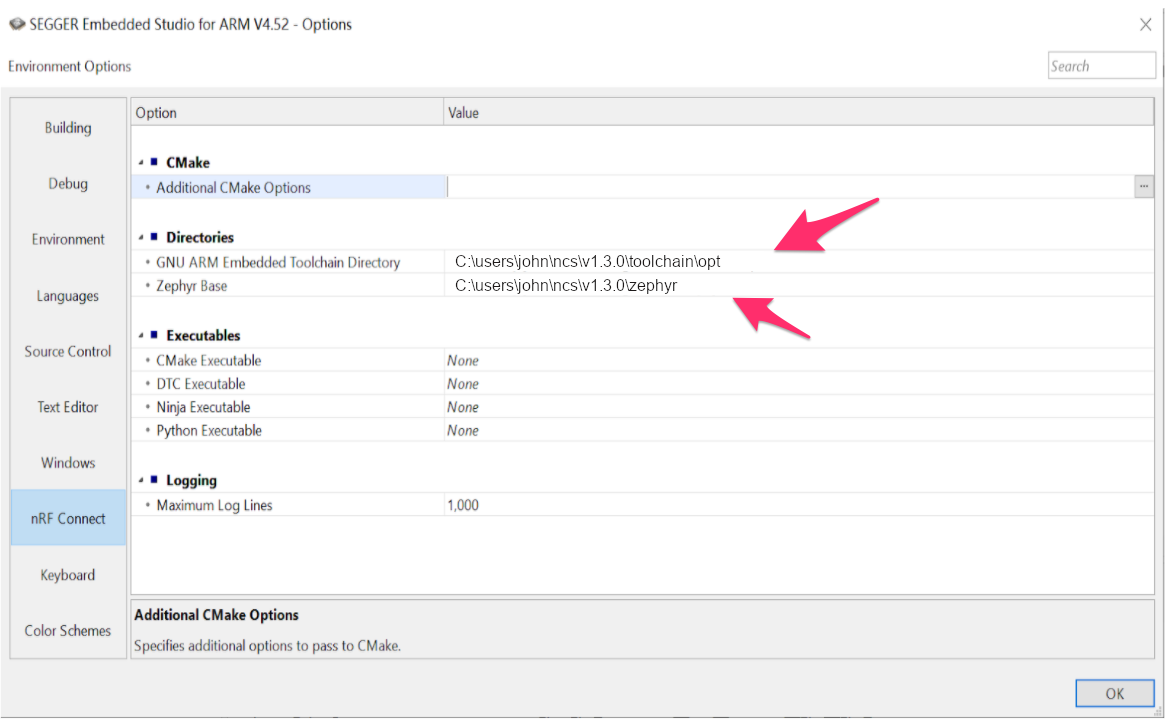 SEGGER Embedded Studio for ARM V4.52 - Options
Environment Options
Search
Building
Debug
Environment
Languages
Source Control
Text Editor
Windows
nRF Connect
Keyboard
Color Schemes
Option Value
CMake
Additional CMake Options
...
Directories
GNU ARM Embedded Toolchain Directory C:\users\john\ncs\v1.3.0\toolchain\opt
Zephyr Base C:\users\john\ncs\v1.3.0\zephyr
Executables
CMake Executable None
DTC Executable None
Ninja Executable None
Python Executable None
Logging
Maximum Log Lines 1,000
Additional CMake Options
Specifies additional options to pass to CMake.
OK